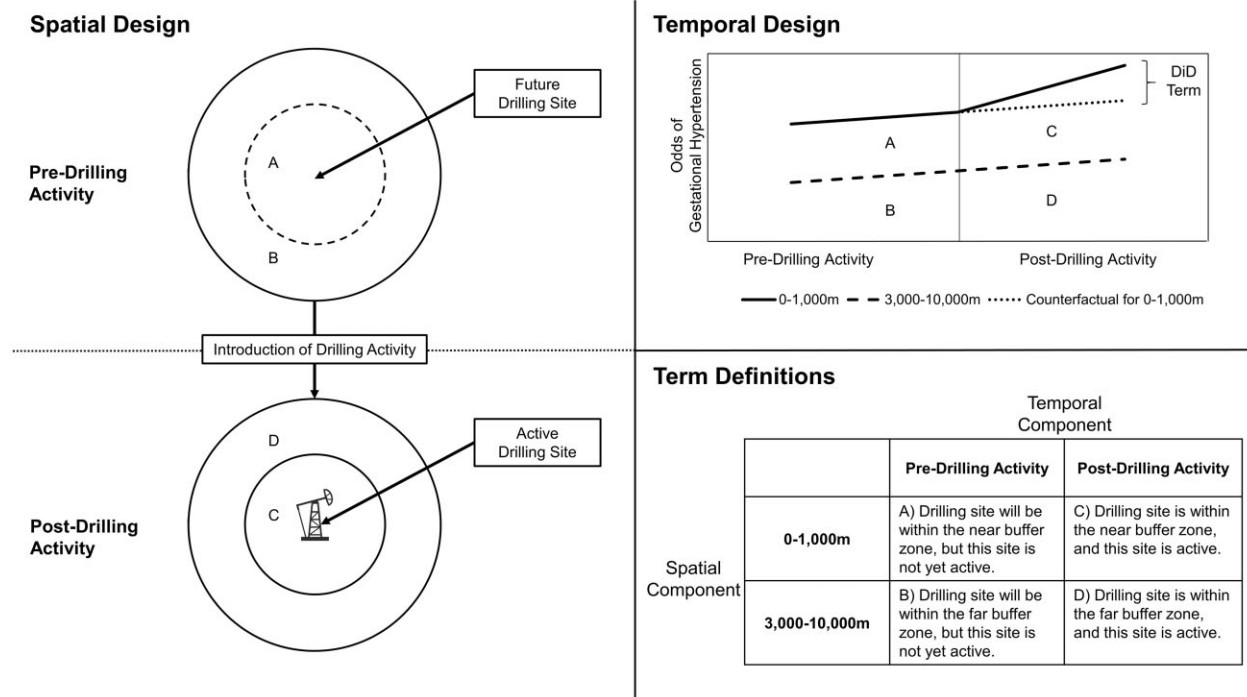 Spatial Design
Future
Drilling Site
A
Pre-Drilling
Activity
B
Introduction of Drilling Activity
D
Active
Drilling Site
C
Post-Drilling
Activity
Temporal Design
Odds of
Gestational Hypertension
DiD
Term
A
C
B
D
Pre-Drilling Activity
Post-Drilling Activity
0-1,000m
3,000-10,000m
Counterfactual for 0-1,000m
Term Definitions
Temporal
Component
Pre-Drilling Activity
Post-Drilling Activity
Spatial
Component
0-1,000m
A) Drilling site will be
within the near buffer
zone, but this site is
not yet active.
C) Drilling site is within
the near buffer zone,
and this site is active.
3,000-10,000m
B) Drilling site will be
within the far buffer
zone, but this site is
not yet active.
D) Drilling site is within
the far buffer zone,
and this site is active.